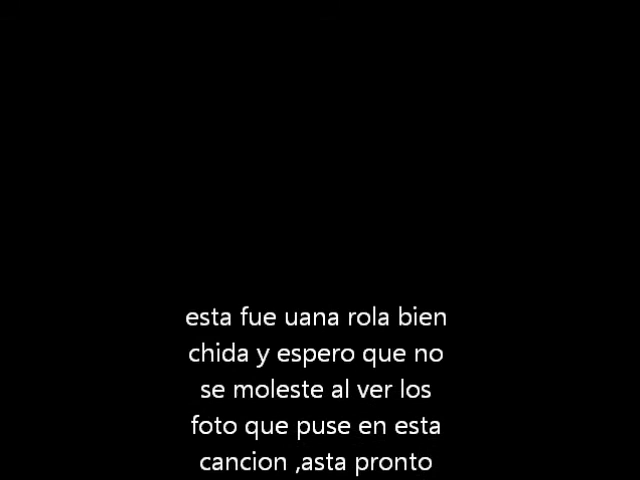 esta fue uana rola bien
chida y espero que no
se moleste al ver los
foto que puse en esta
cancion ,asta pronto